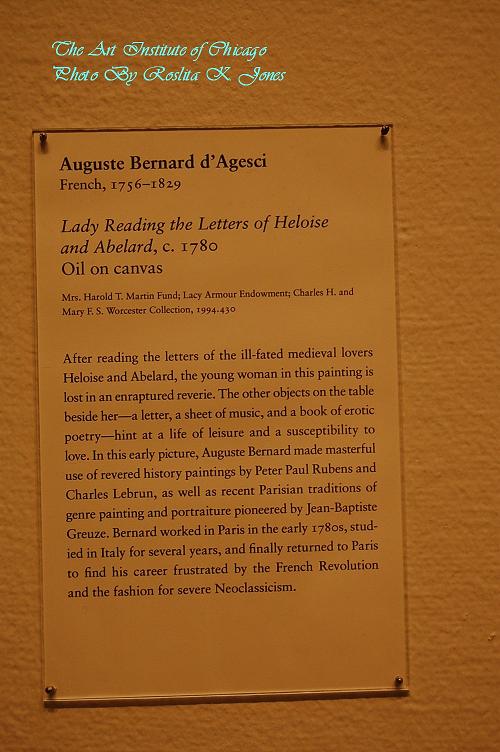 The Art Institute of Chicago
Photo By Roslita K. Jones
Auguste Bernard d'Agesci
French, 1756–1829
Lady Reading the Letters of Heloise
and Abelard, c. 1780
Oil on canvas
Mrs. Harold T. Martin Fund; Lacy Armour Endowment; Charles H. and
Mary F. S. Worcester Collection, 1994.430
After reading the letters of the ill-fated medieval lovers
Heloise and Abelard, the young woman in this painting is
lost in an enraptured reverie. The other objects on the table
beside her—a letter, a sheet of music, and a book of erotic
poetry—hint at a life of leisure and a susceptibility to
love. In this early picture, Auguste Bernard made masterful
use of revered history paintings by Peter Paul Rubens and
Charles Lebrun, as well as recent Parisian traditions of
genre painting and portraiture pioneered by Jean-Baptiste
Greuze. Bernard worked in Paris in the early 1780s, stud-
ied in Italy for several years, and finally returned to Paris
to find his career frustrated by the French Revolution
and the fashion for severe Neoclassicism.